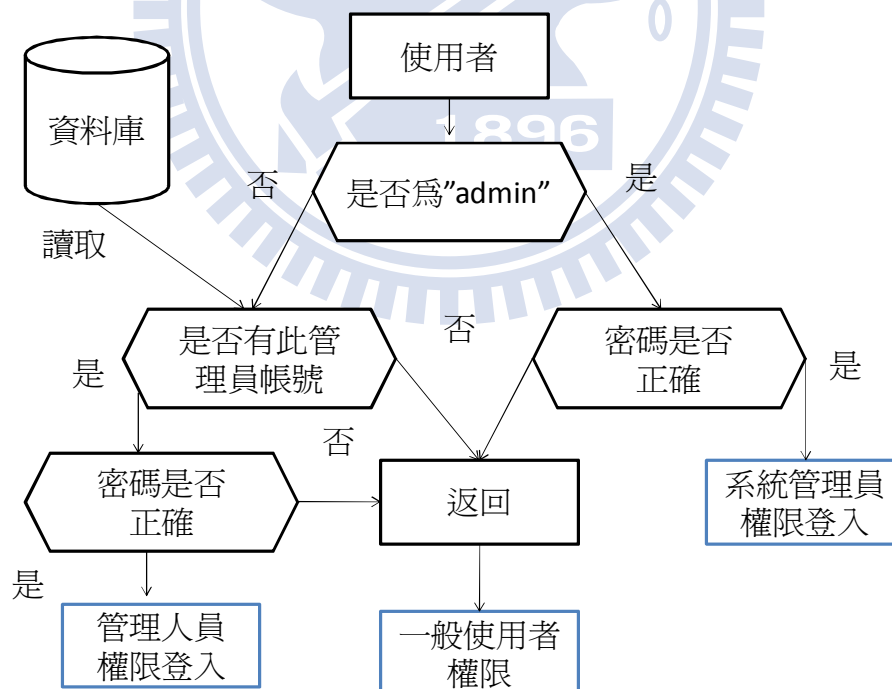 使用者
資料庫
1896
是否為"admin"
否
是
讀取
是否有此管
理員帳號
否
密碼是否
正確
是
是
否
密碼是否
正確
返回
系統管理員
權限登入
是
管理人員
權限登入
一般使用者
權限